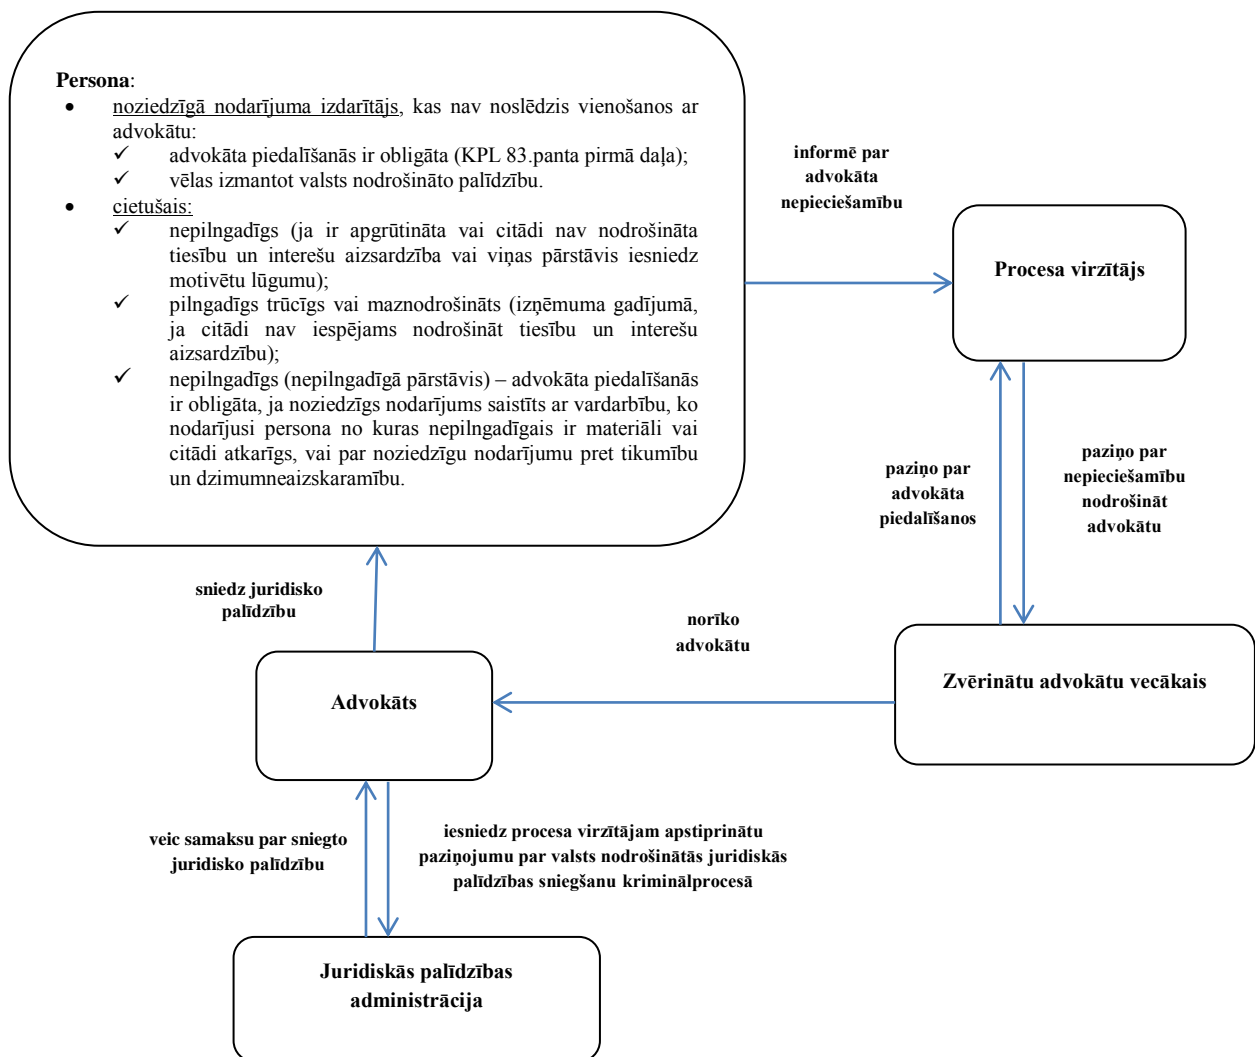 Persona:
• noziedzīgā nodarījuma izdarītājs, kas nav noslēdzis vienošanos ar
advokātu:
✓ advokāta piedalīšanās ir obligāta (KPL 83.panta pirmā daļa);
✓ vēlas izmantot valsts nodrošināto palīdzību.
• cietušais:
✓ nepilngadīgs (ja ir apgrūtināta vai citādi nav nodrošināta
tiesību un interešu aizsardzība vai viņas pārstāvis iesniedz
motivētu lūgumu);
✓ pilngadīgs trūcīgs vai maznodrošināts (izņēmuma gadījumā,
ja citādi nav iespējams nodrošināt tiesību un interešu
aizsardzību);
✓ nepilngadīgs (nepilngadīgā pārstāvis) – advokāta piedalīšanās
ir obligāta, ja noziedzīgs nodarījums saistīts ar vardarbību, ko
nodarījusi persona no kuras nepilngadīgais ir materiāli vai
citādi atkarīgs, vai par noziedzīgu nodarījumu pret tikumību
un dzimumneaizskaramību.
informē par
advokāta
nepieciešamību
Procesa virzītājs
paziņo par
advokāta
piedalīšanos
paziņo par
nepieciešamību
nodrošināt
advokātu
sniedz juridisko
palīdzību
norīko
advokātu
Zvērinātu advokātu vecākais
Advokāts
veic samaksu par sniegto
juridisko palīdzību
iesniedz procesa virzītājam apstiprinātu
paziņojumu par valsts nodrošinātās juridiskās
palīdzības sniegšanu kriminālprocesā
Juridiskās palīdzības
administrācija